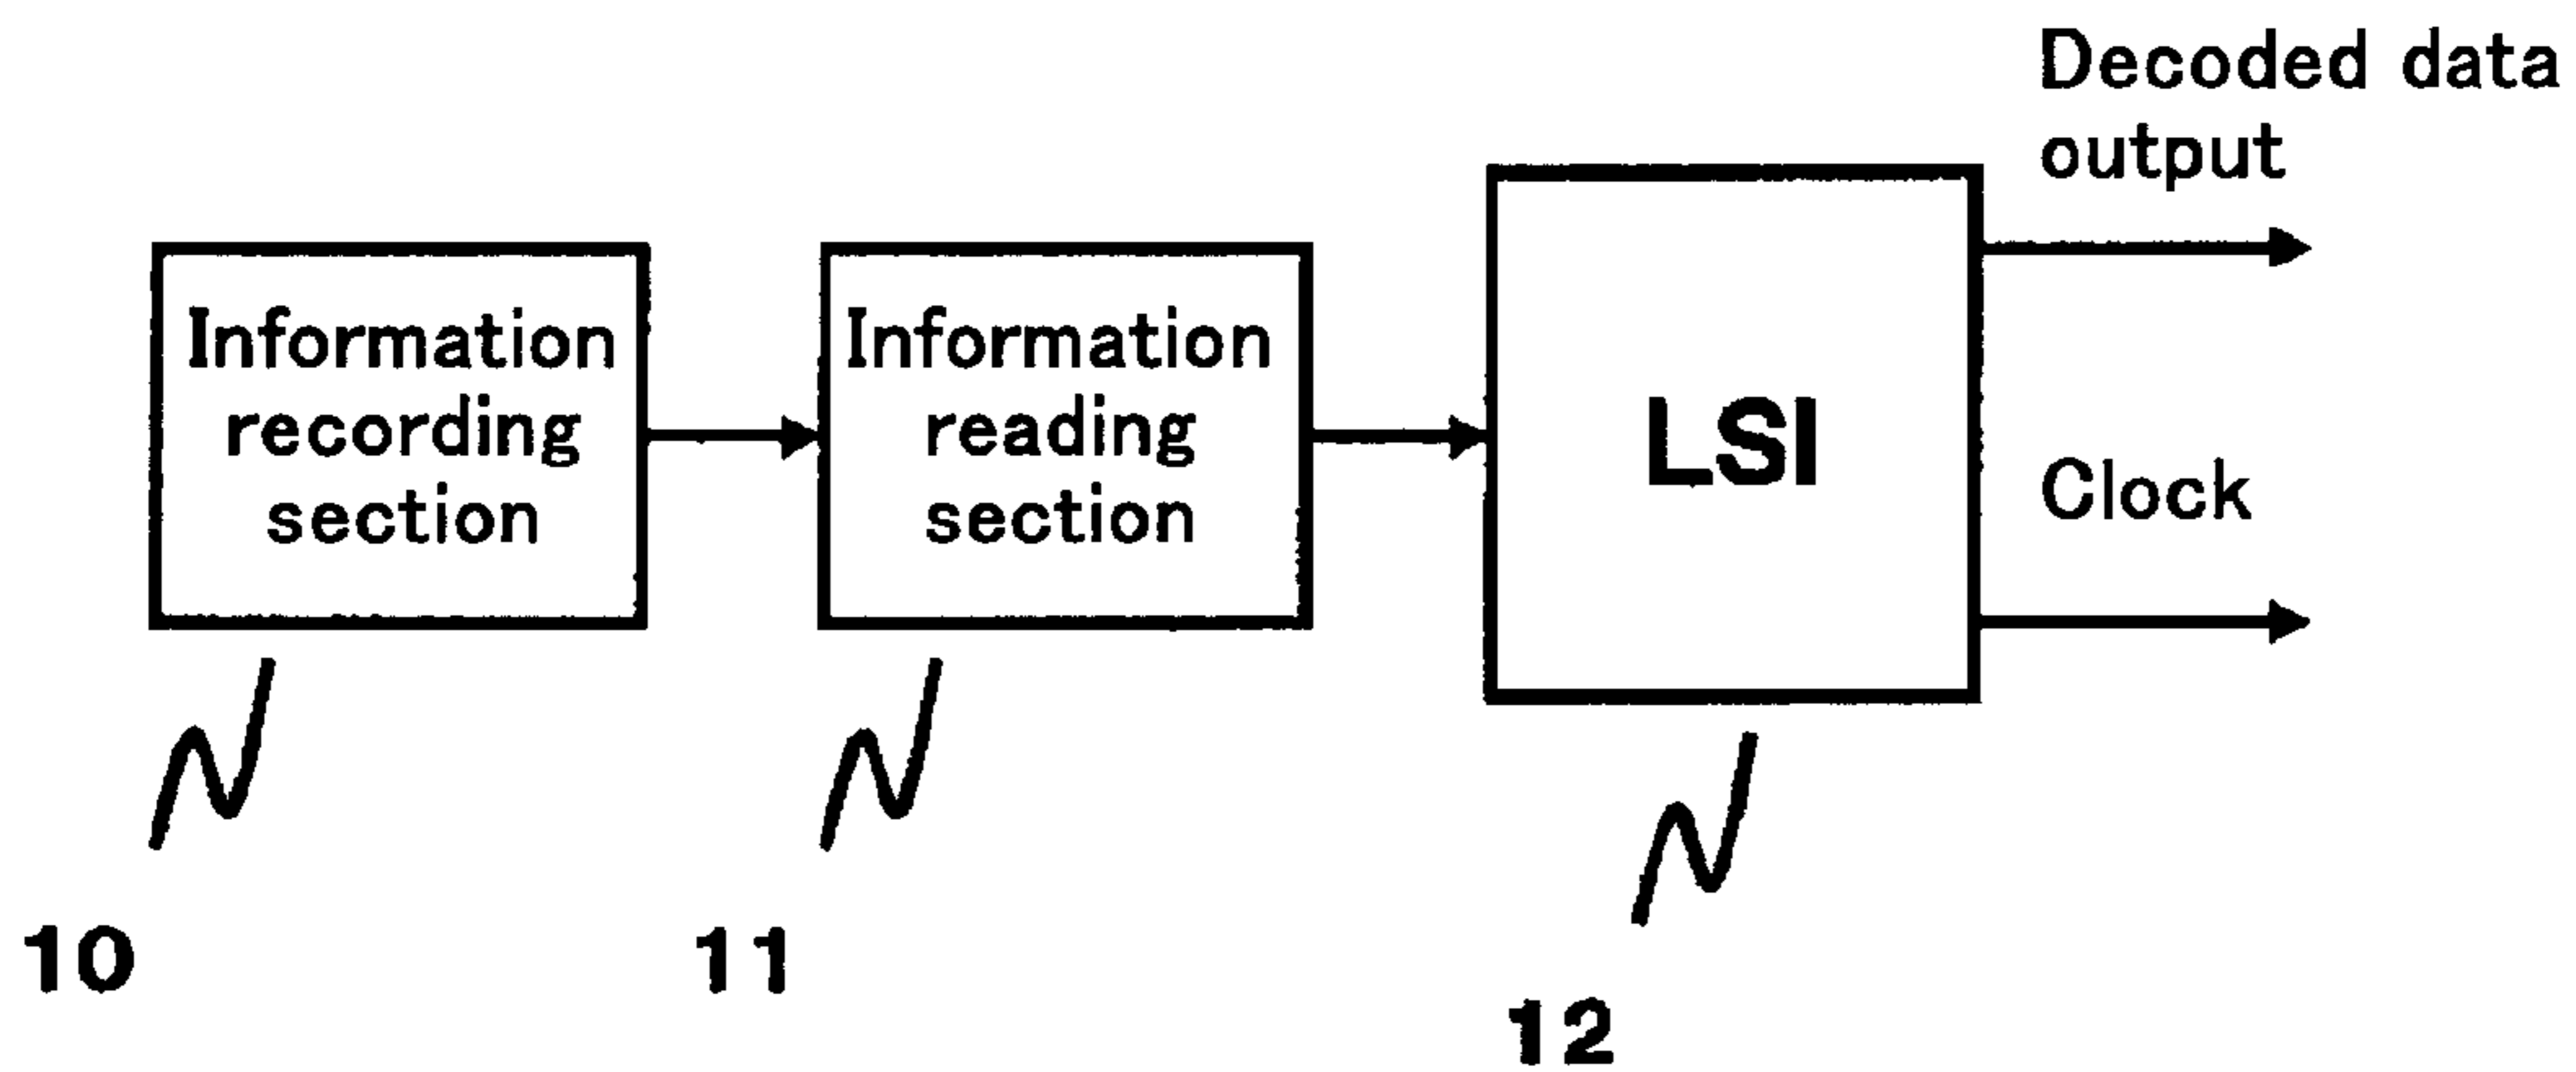 Decoded data
output
Information
recording
section
Information
reading
section
LSI
Clock
10
11
12